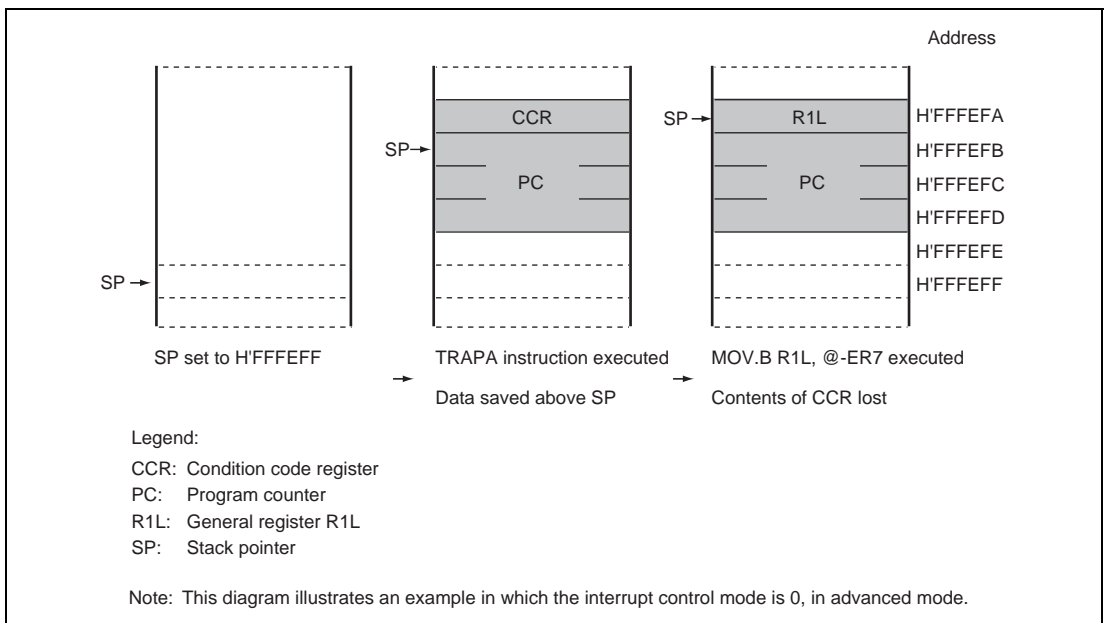 Address
CCR
SP
R1L
H'FFFEFA
SP
H'FFFEFB
PC
PC
H'FFFEFC
H'FFFEFD
H'FFFEFE
SP
H'FFFEFF
SP set to H'FFFEFF
TRAPA instruction executed
MOV.B R1L, @-ER7 executed
Data saved above SP
Contents of CCR lost
Legend:
CCR: Condition code register
PC: Program counter
R1L: General register R1L
SP: Stack pointer
Note: This diagram illustrates an example in which the interrupt control mode is 0, in advanced mode.